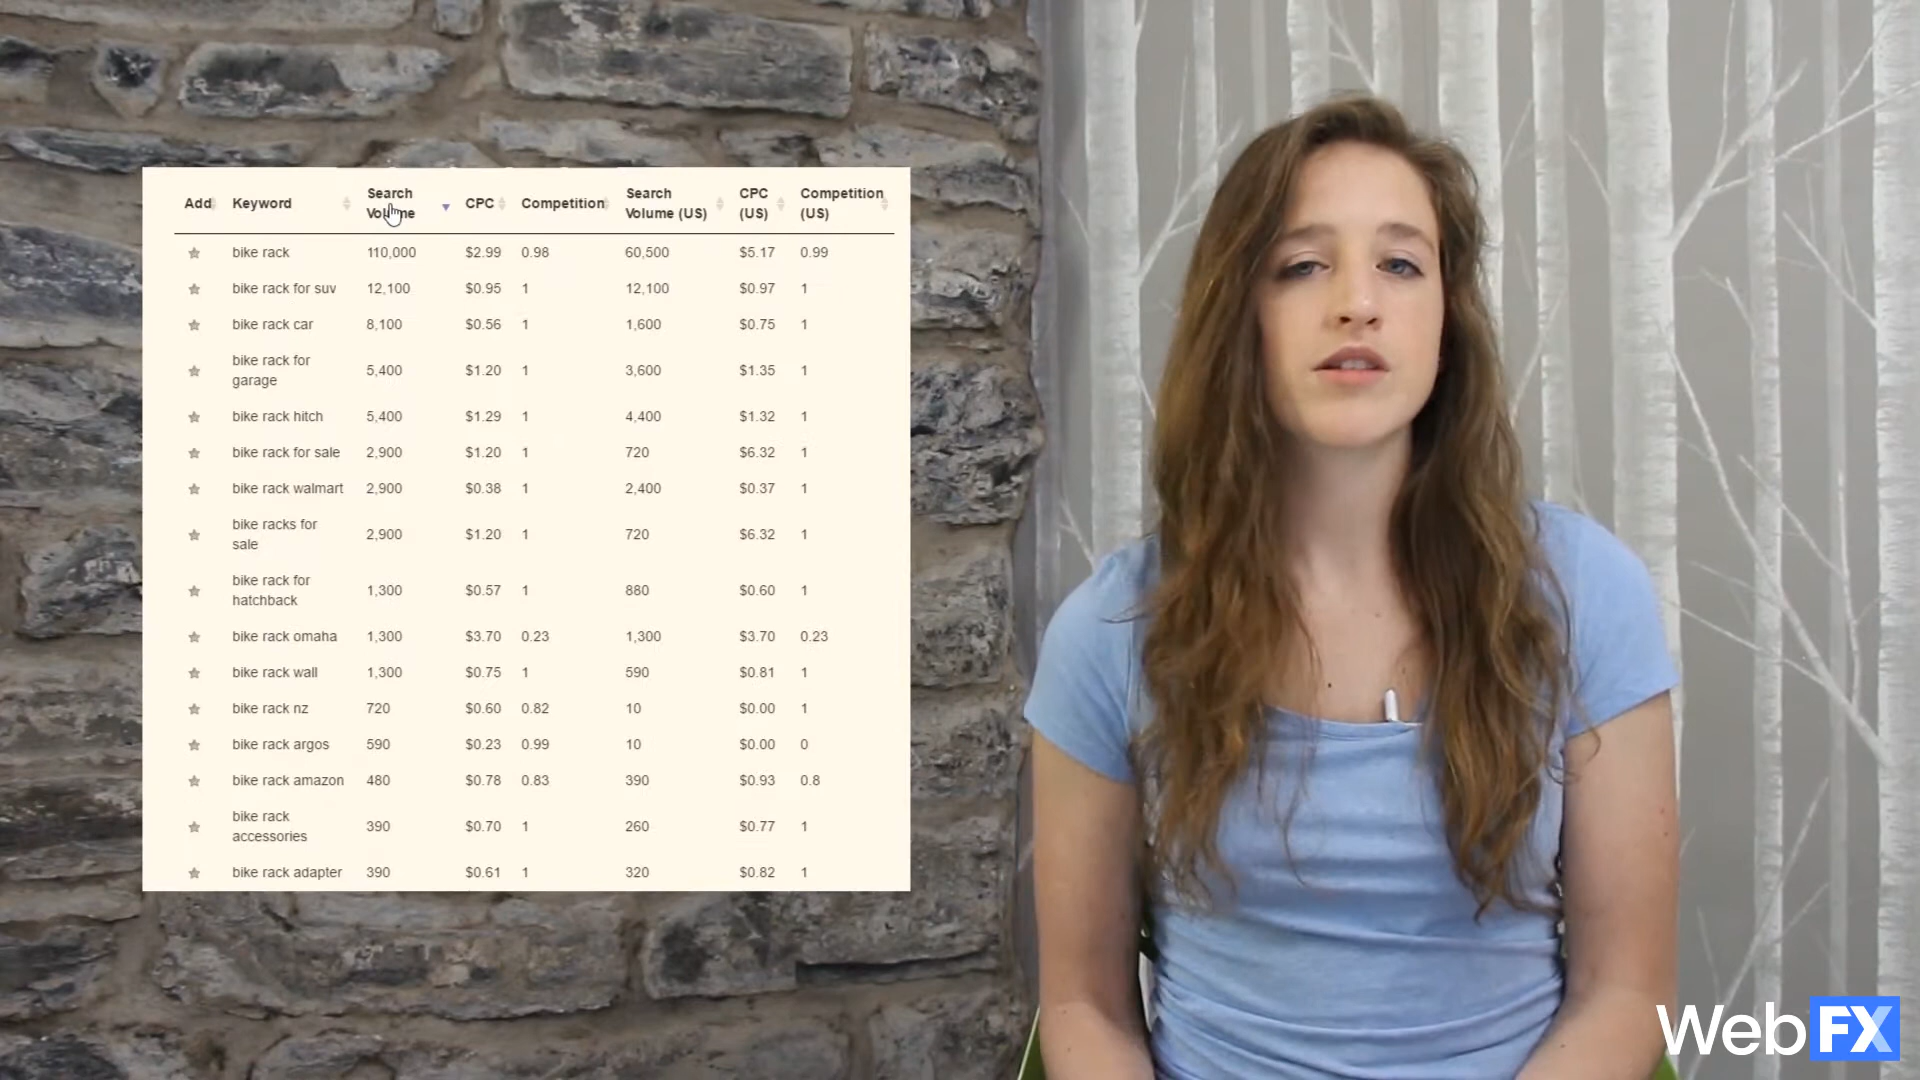 Add Keyword Search Volume CPC Competition Search Volume (US) CPC (US) Competition (US)
bike rack 110,000 $2.99 0.98 60,500 $5.17 0.99
bike rack for suv 12,100 $0.95 1 12,100 $0.97 1
bike rack car 8,100 $0.56 1 1,600 $0.75 1
bike rack for garage 5,400 $1.20 1 3,600 $1.35 1
bike rack hitch 5,400 $1.29 1 4,400 $1.32 1
bike rack for sale 2,900 $1.20 1 720 $6.32 1
bike rack walmart 2,900 $0.38 1 2,400 $0.37 1
bike racks for sale 2,900 $1.20 1 720 $6.32 1
bike rack for hatchback 1,300 $0.57 1 880 $0.60 1
bike rack omaha 1,300 $3.70 0.23 1,300 $3.70 0.23
bike rack wall 1,300 $0.75 1 590 $0.81 1
bike rack nz 720 $0.60 0.82 10 $0.00 1
bike rack argos 590 $0.23 0.99 10 $0.00 0
bike rack amazon 480 $0.78 0.83 390 $0.93 0.8
bike rack accessories 390 $0.70 1 260 $0.77 1
bike rack adapter 390 $0.61 1 320 $0.82 1
WebFX